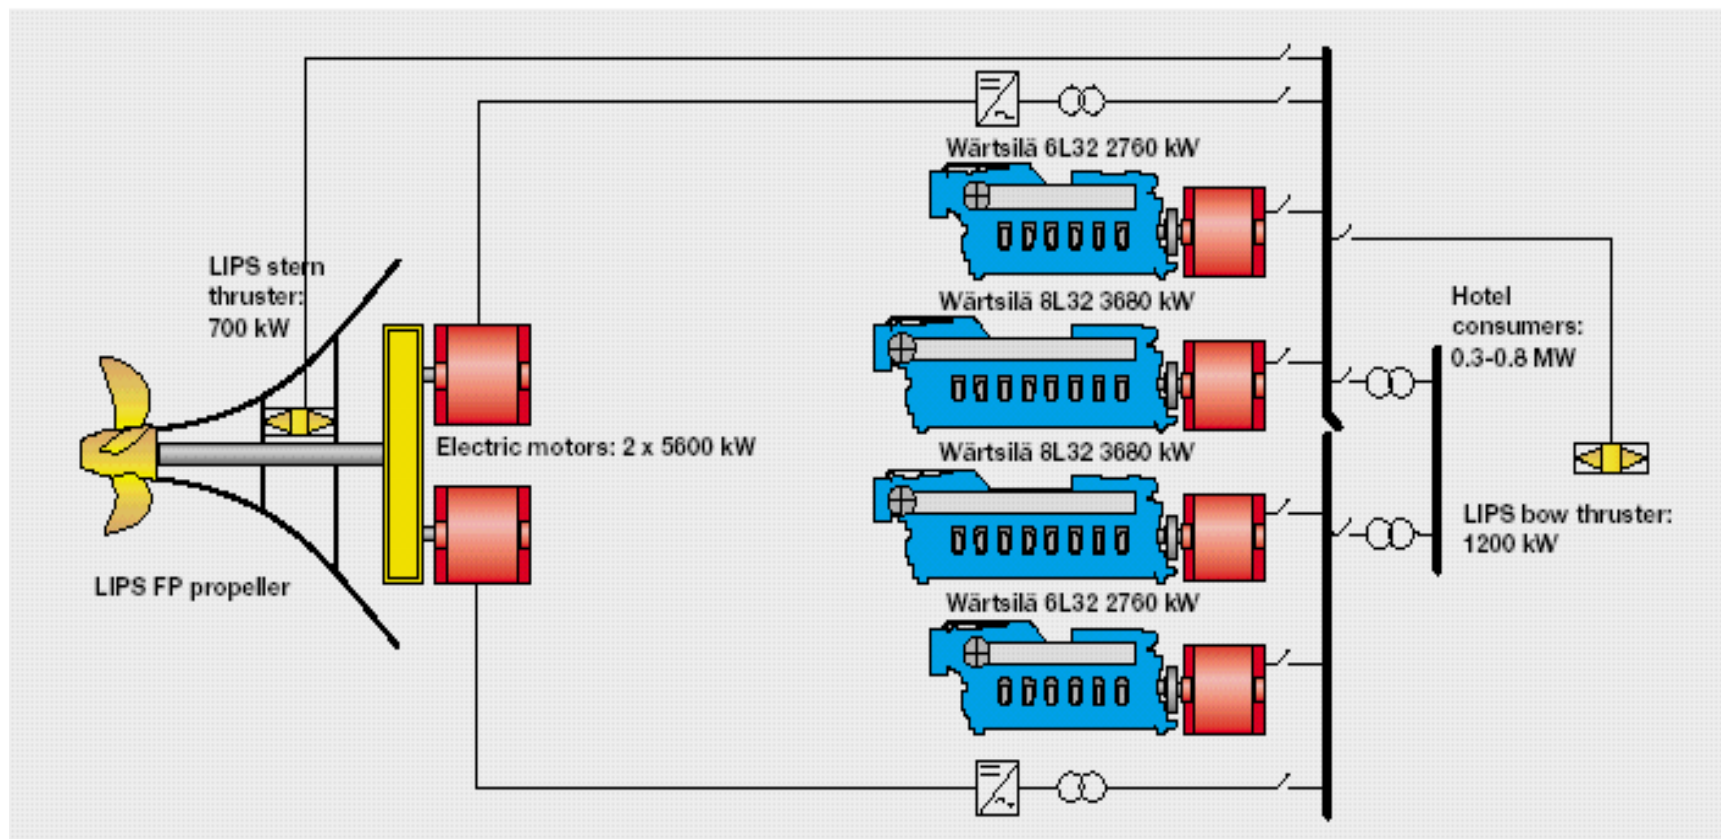 Wärtsilä 6L32 2760 kW
LIPS stern
thruster:
700 kW
Wärtsilä 8L32 3680 kW
Hotel
consumers:
0.3-0.8 MW
Electric motors: 2 x 5600 kW
Wärtsilä 8L32 3680 kW
LIPS bow thruster:
1200 kW
LIPS FP propeller
Wärtsilä 6L32 2760 kW